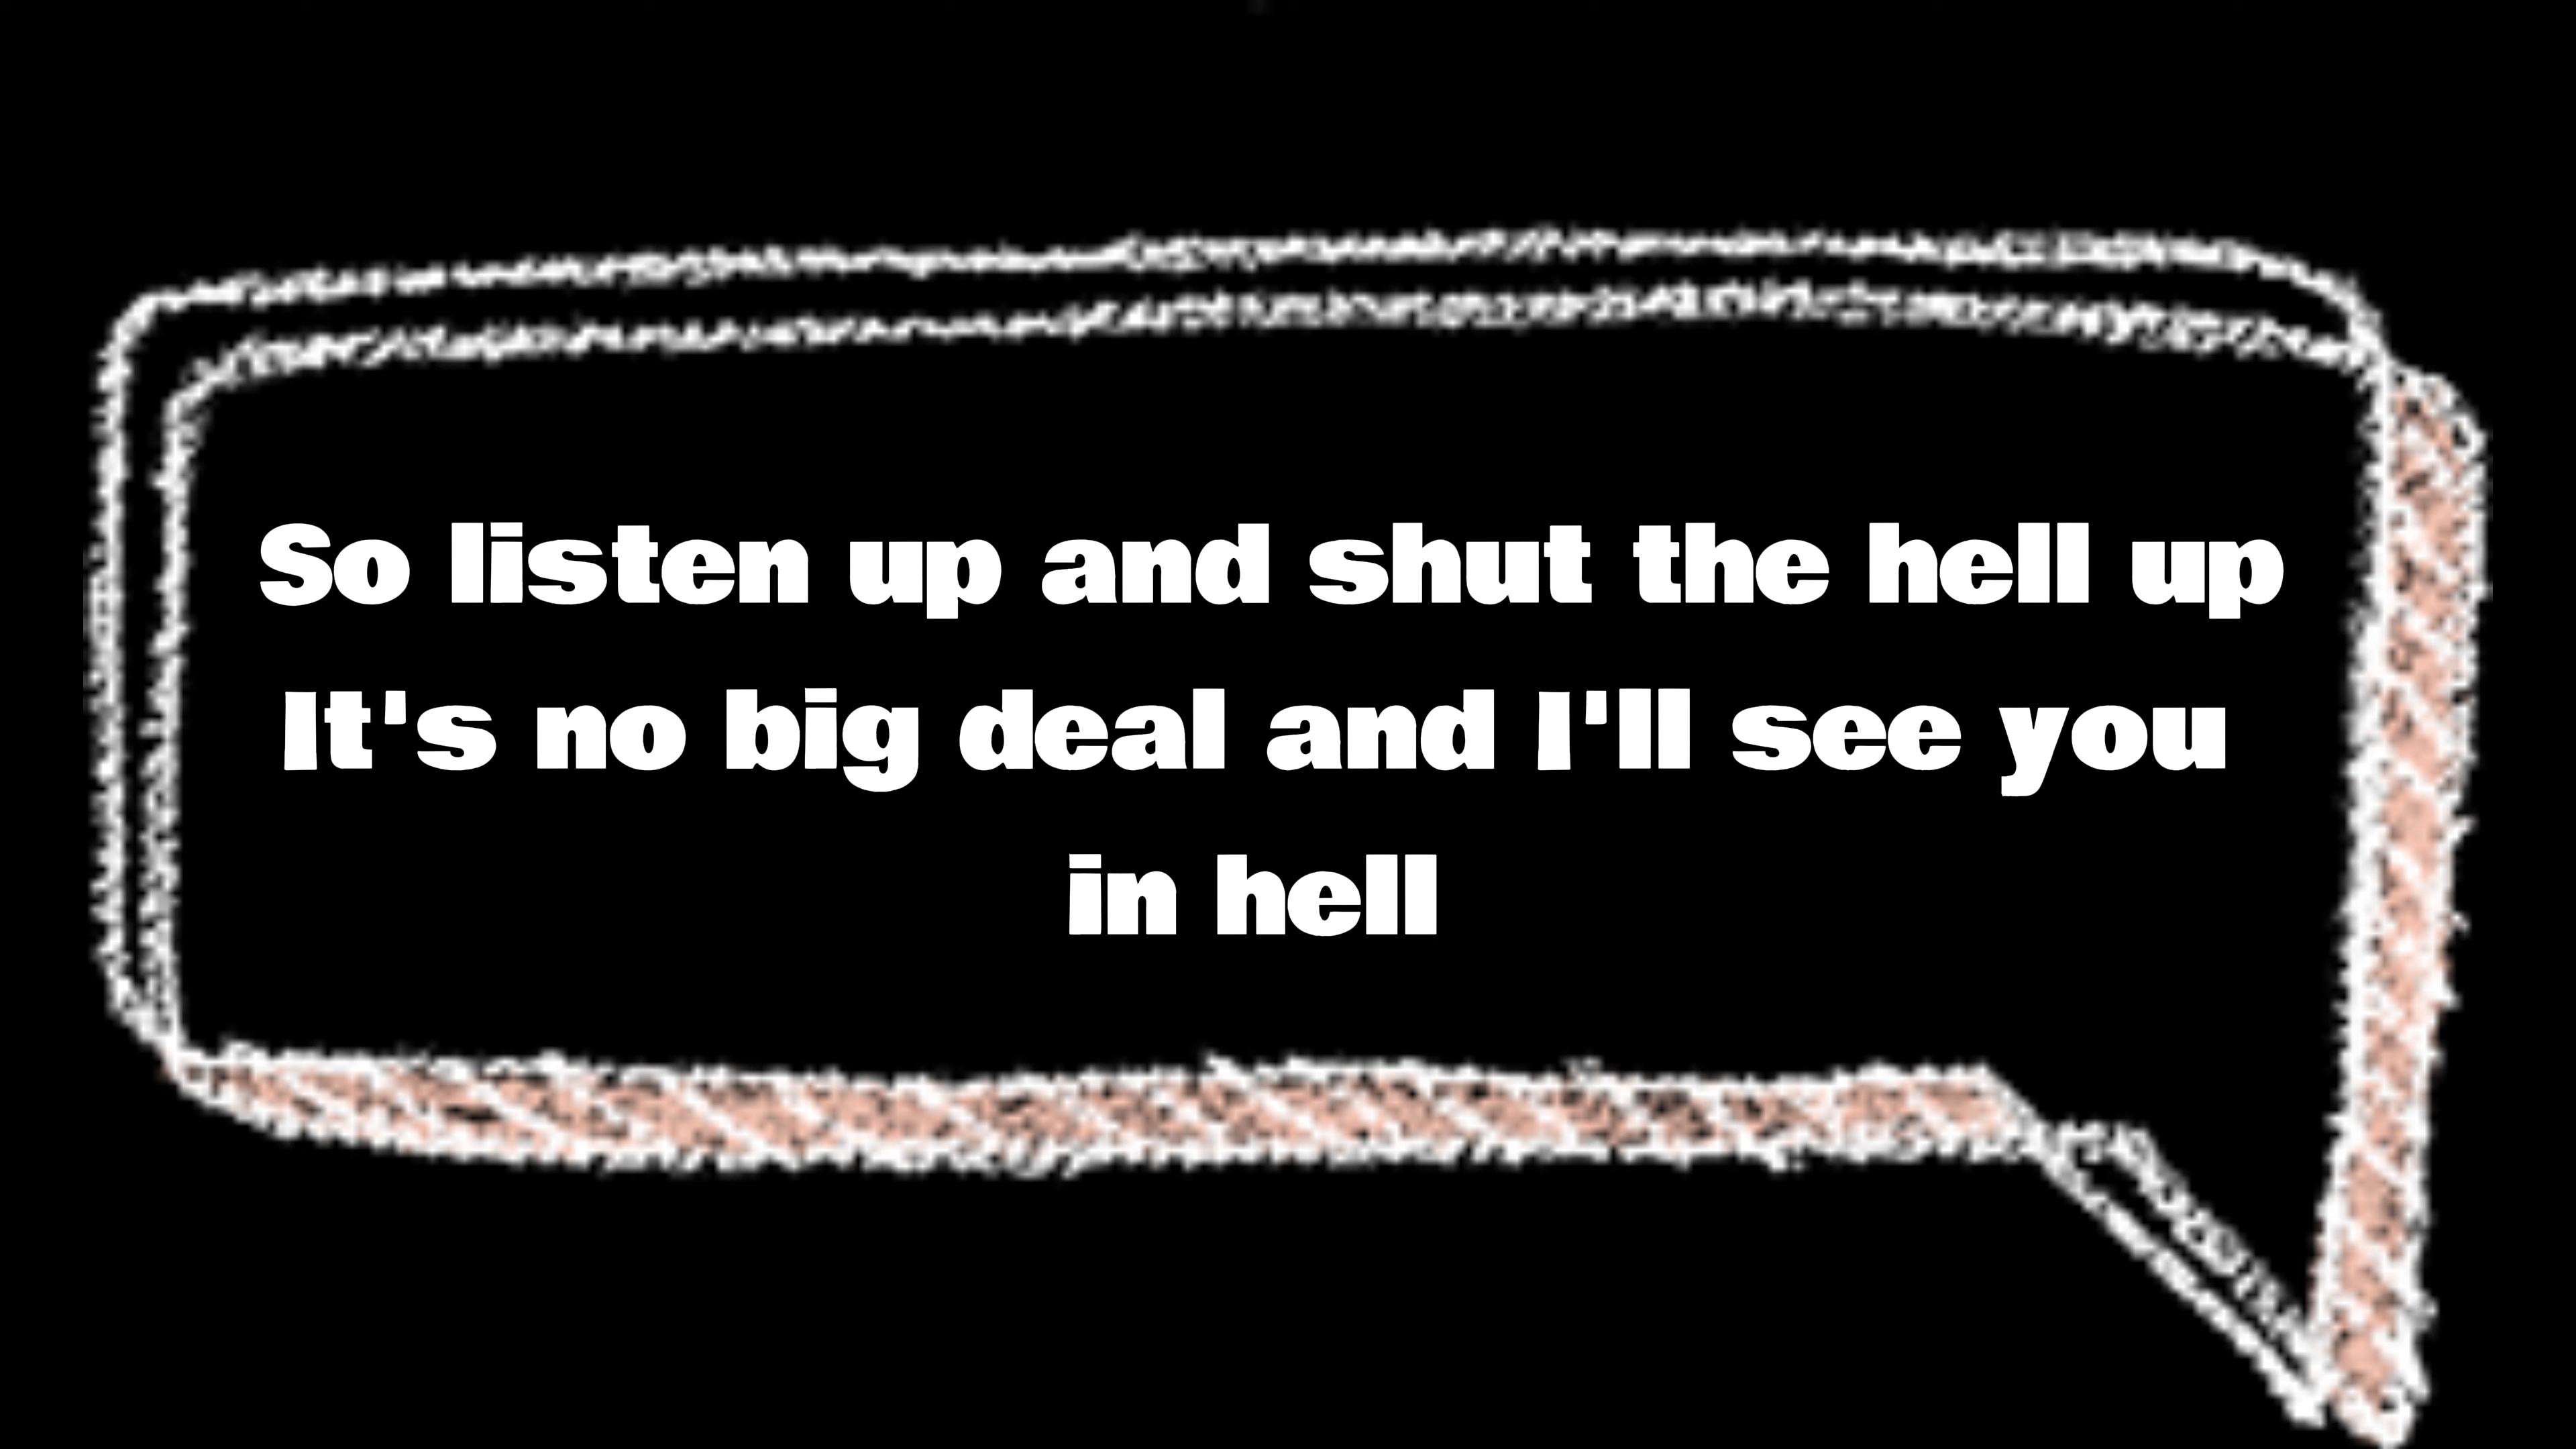 So listen up and shut the hell up
It's no big deal and I'll see you
in hell